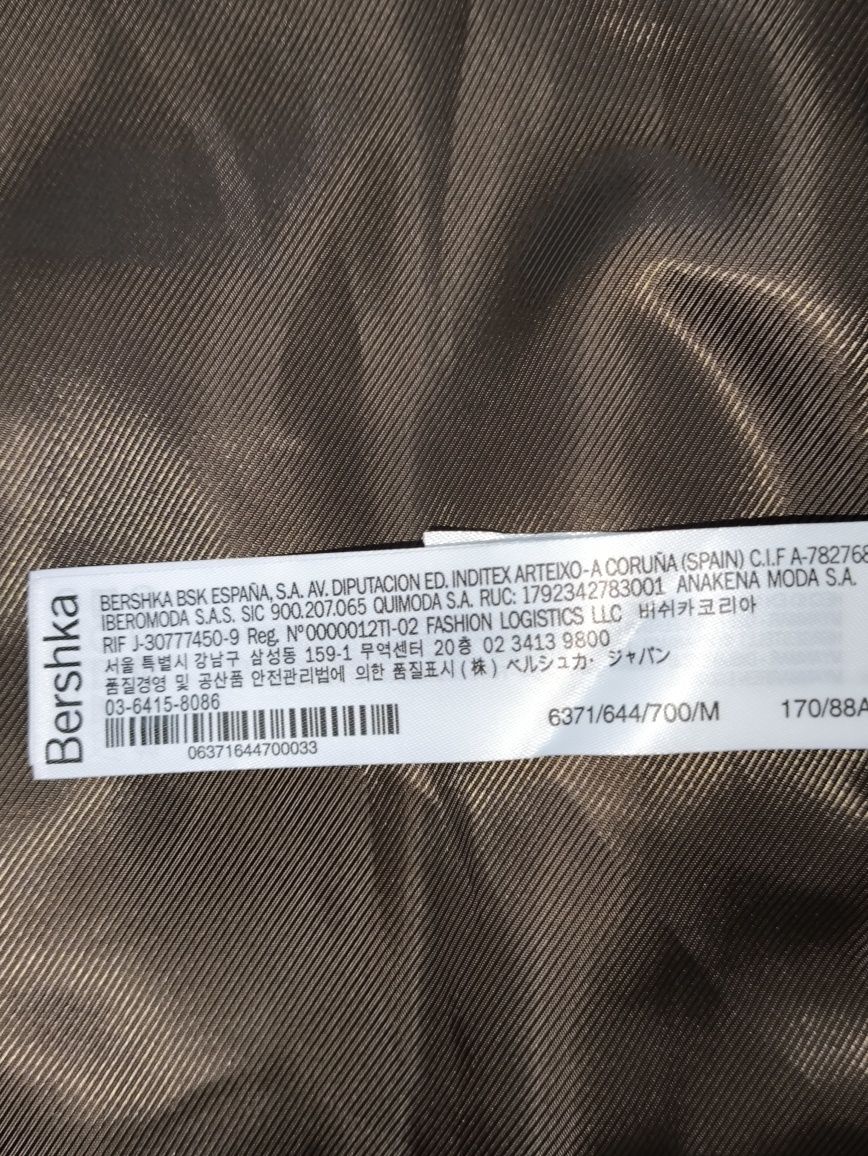 Bershka
BERSHKA BSK ESPAÑA, S.A. AV. DIPUTACION ED. INDITEX ARTEIXO-A CORUÑA (SPAIN) C.I.F A-782768
IBEROMODA S.A.S. SIC 900.207.065 QUIMODA S.A. RUC: 1792342783001 ANAKENA MODA S.A.
RIF J-30777450-9 Reg. Nº0000012TI-02 FASHION LOGISTICS LLC 버쉬카코리아
서울 특별시 강남구 삼성동 159-1 무역센터 20층 02 3413 9800
품질경영 및 공산품 안전관리법에 의한 품질표시 (株) ベルシュカ・ジャパン
03-6415-8086
06371644700033
6371/644/700/M 170/88A